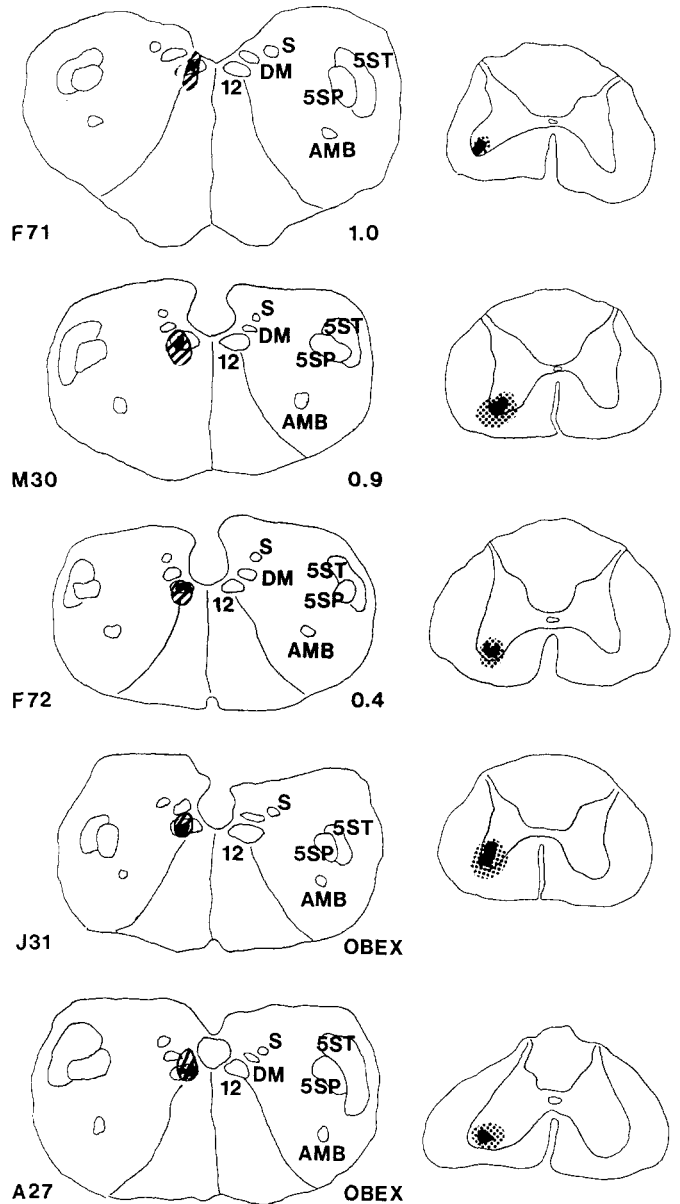 S
5ST
DM
12
5SP
AMB
F71 1.0
S
5ST
DM
12
5SP
AMB
M30 0.9
S
5ST
DM
12
5SP
AMB
F72 0.4
S
5ST
12
5SP
AMB
J31 OBEX
S
5ST
DM
12
5SP
AMB
A27 OBEX